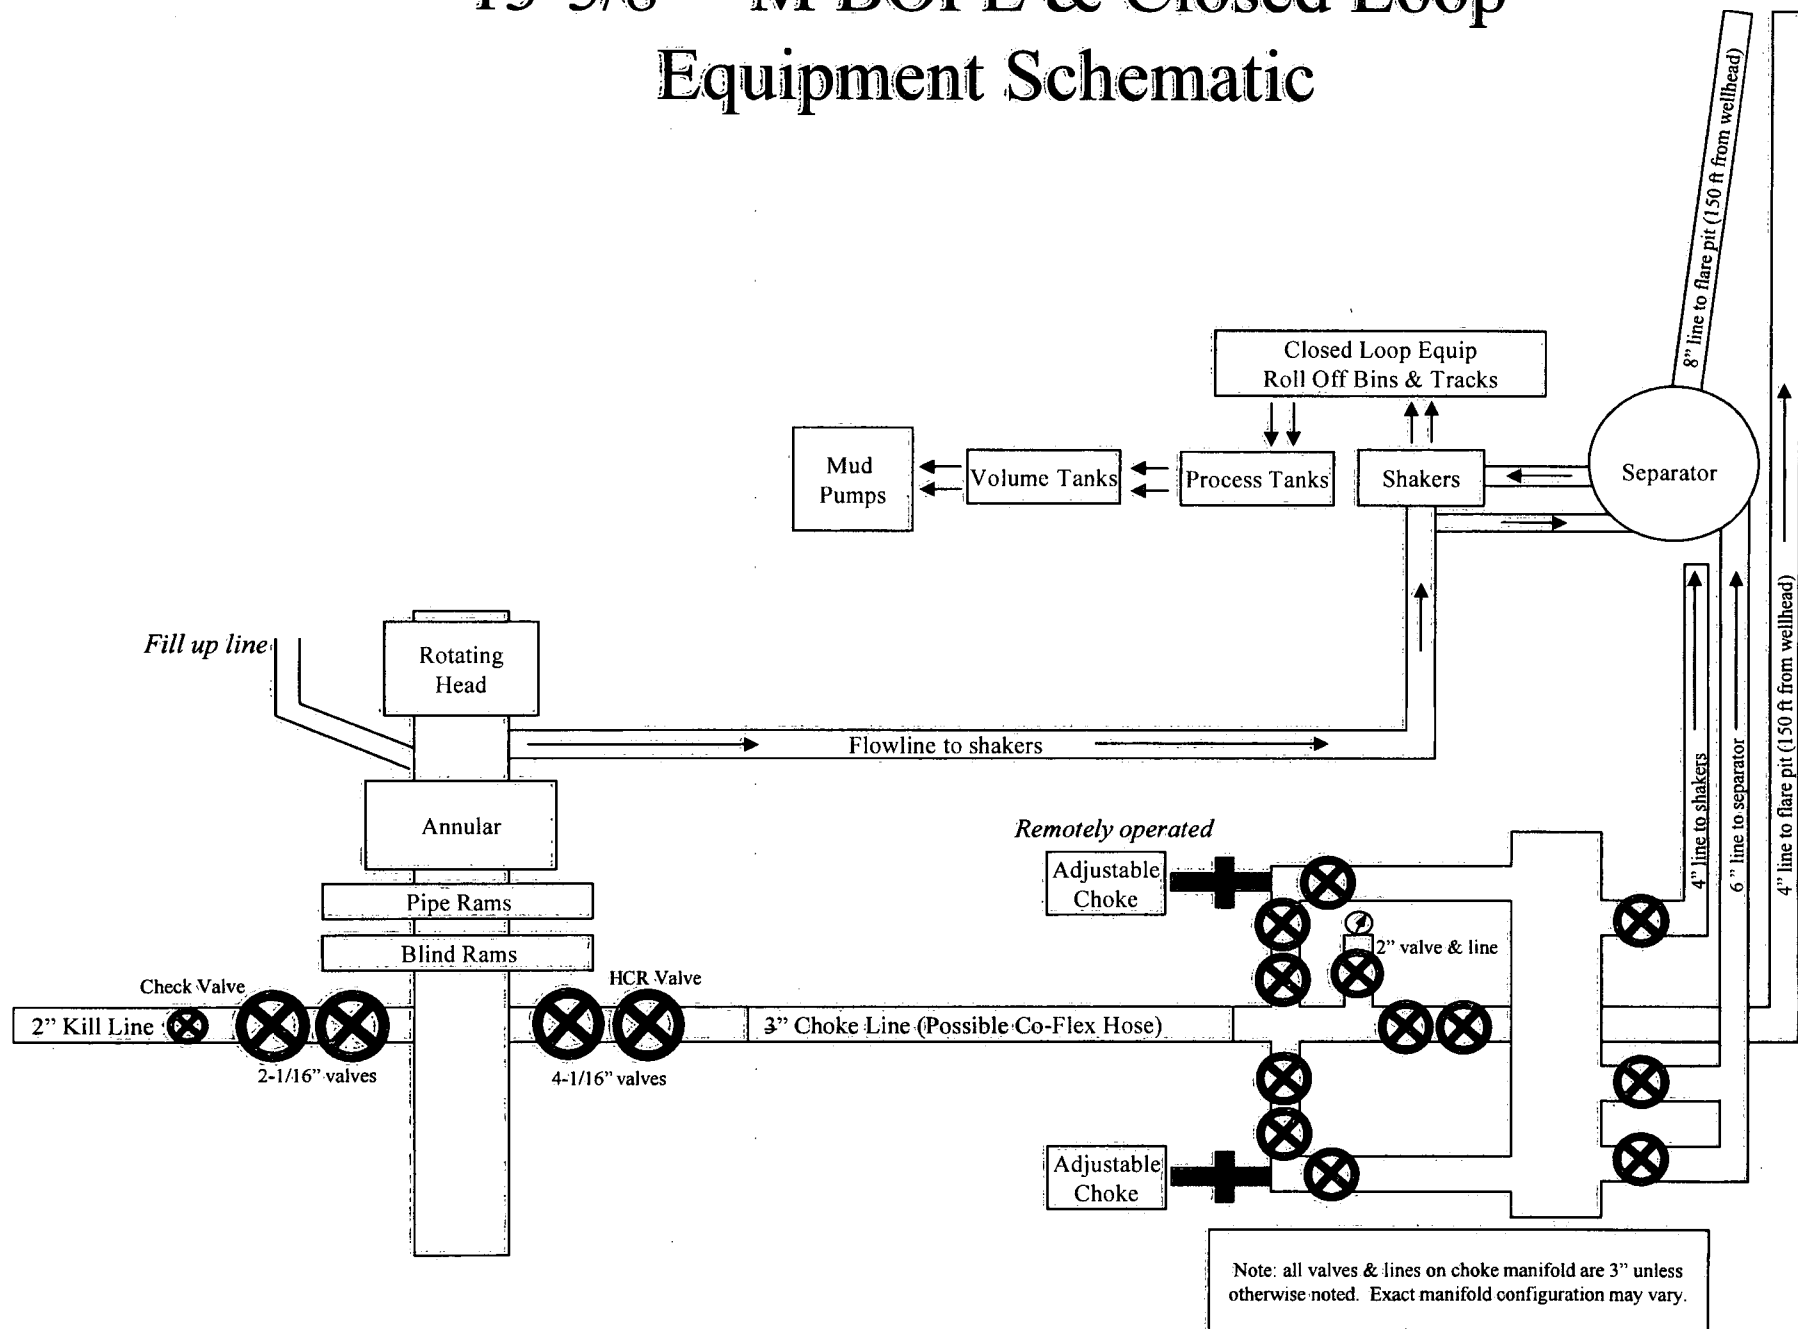 BOPE & Closed Loop
Equipment Schematic
8” line to flare pit (150 ft from wellhead)
Closed Loop Equip
Roll Off Bins & Tracks
Mud
Pumps
Volume Tanks
Process Tanks
Shakers
Separator
Fill up line
Rotating
Head
Flowline to shakers
Annular
Pipe Rams
Blind Rams
Check Valve
HCR Valve
2” Kill Line
3” Choke Line (Possible Co-Flex Hose)
2-1/16” valves
4-1/16” valves
Remotely operated
Adjustable
Choke
2” valve & line
Adjustable
Choke
4” line to shakers
6” line to separator
4” line to flare pit (150 ft from wellhead)
Note: all valves & lines on choke manifold are 3” unless
otherwise noted. Exact manifold configuration may vary.